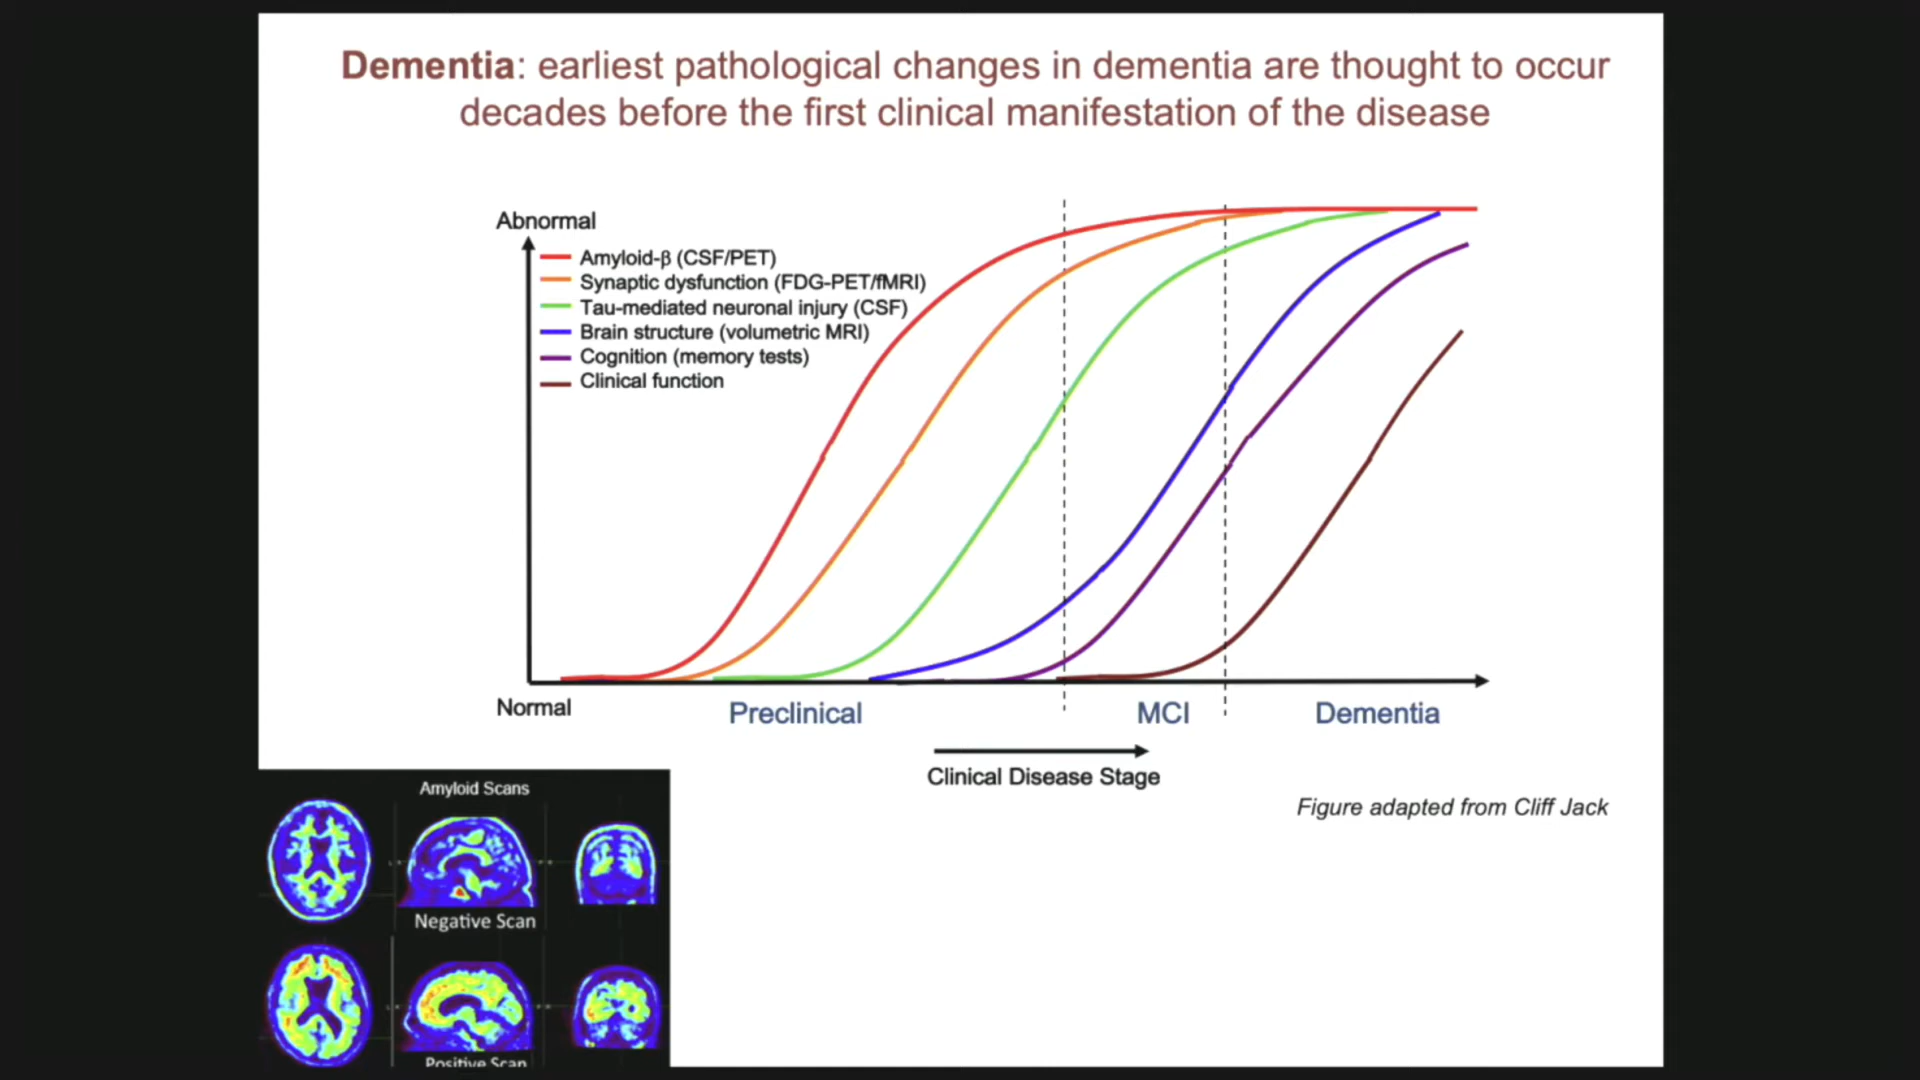 Dementia: earliest pathological changes in dementia are thought to occur
decades before the first clinical manifestation of the disease
Abnormal
Amyloid-β (CSF/PET)
Synaptic dysfunction (FDG-PET/fMRI)
Tau-mediated neuronal injury (CSF)
Brain structure (volumetric MRI)
Cognition (memory tests)
Clinical function
Normal
Preclinical
MCI
Dementia
Clinical Disease Stage
Figure adapted from Cliff Jack
Amyloid Scans
Negative Scan
Positive Scan